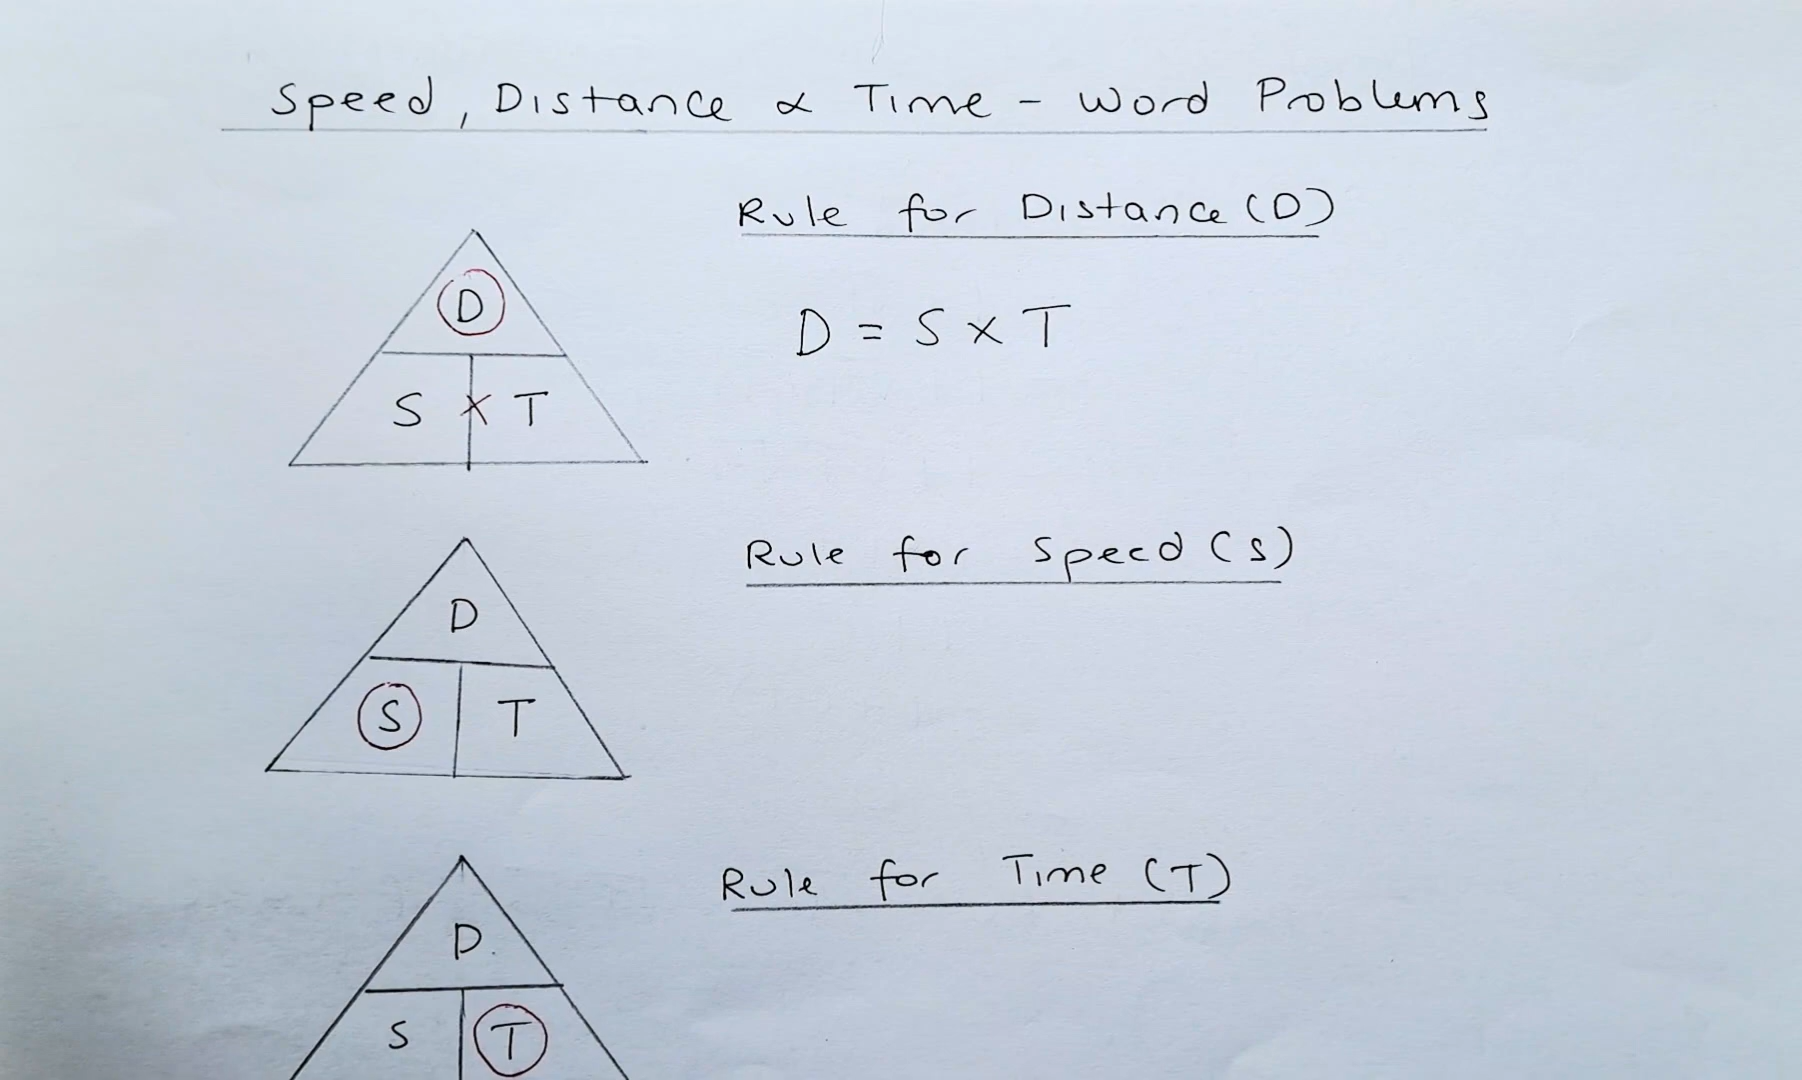 Speed, Distance & Time - Word Problems
Rule for Distance (D)
D
S X T
D = S X T
Rule for Speed (S)
D
S T
Rule for Time (T)
D
S T